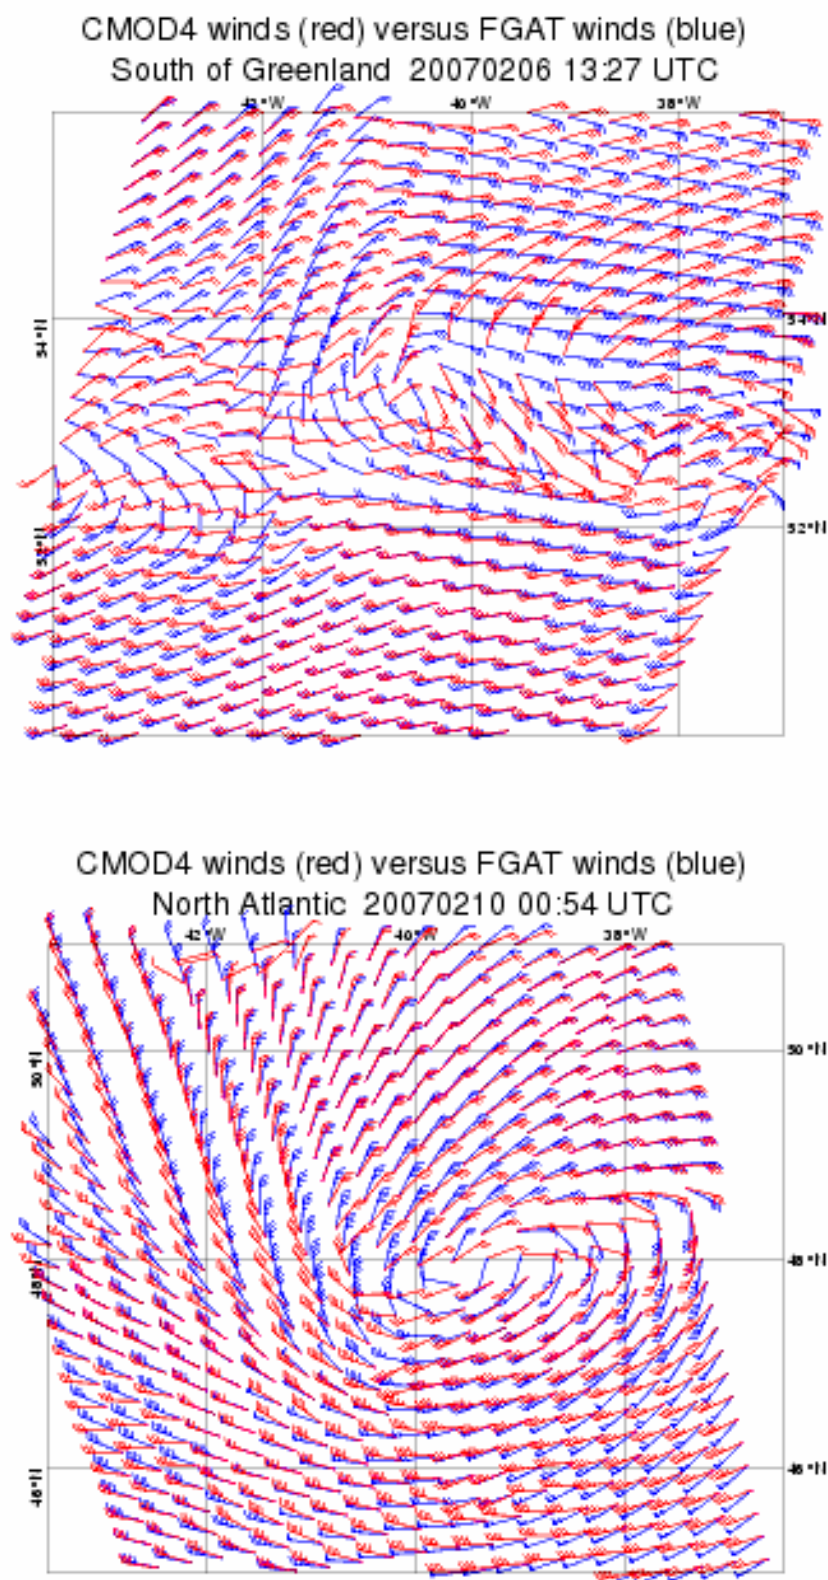 CMOD4 winds (red) versus FGAT winds (blue)
South of Greenland 20070206 13:27 UTC
42°W 40°W 38°W
54°N 54°N
52°N 52°N
CMOD4 winds (red) versus FGAT winds (blue)
North Atlantic 20070210 00:54 UTC
42°W 40°W 38°W
50°N 50°N
48°N 48°N
46°N 46°N